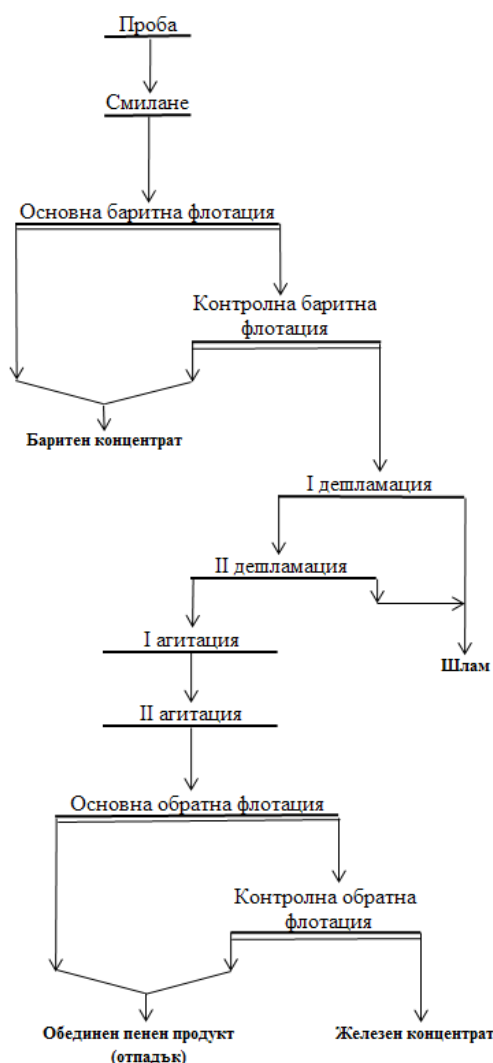 Проба
Смилане
Основна баритна флотация
Контролна баритна
флотация
Баритен концентрат
I дешламация
II дешламация
I агитация
Шлам
II агитация
Основна обратна флотация
Контролна обратна
флотация
Обединен пенен продукт
(отпадък)
Железен концентрат